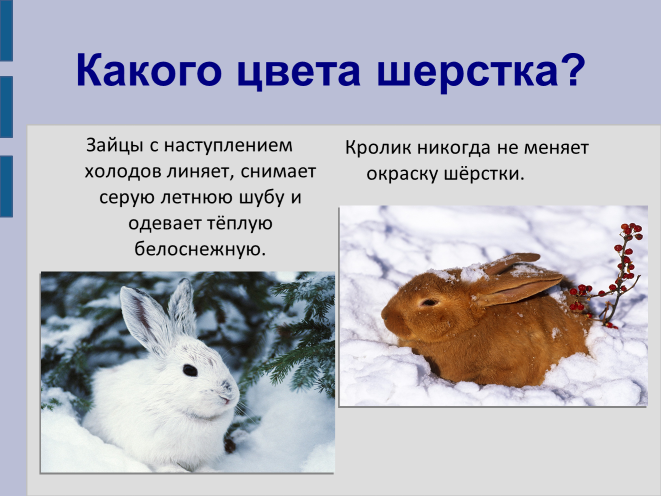 Какого цвета шерстка?
Зайцы с наступлением
холодов линяет, снимает
серую летнюю шубу и
одевает тёплую
белоснежную.
Кролик никогда не меняет
окраску шёрстки.